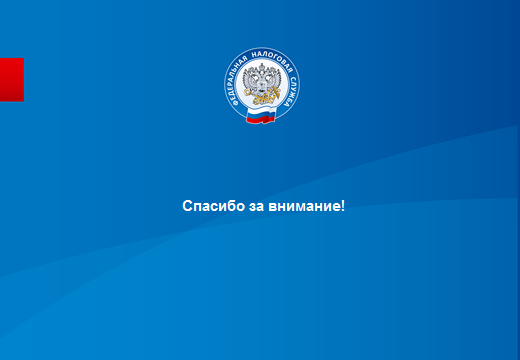 ФЕДЕРАЛЬНАЯ НАЛОГОВАЯ СЛУЖБА
Спасибо за внимание!